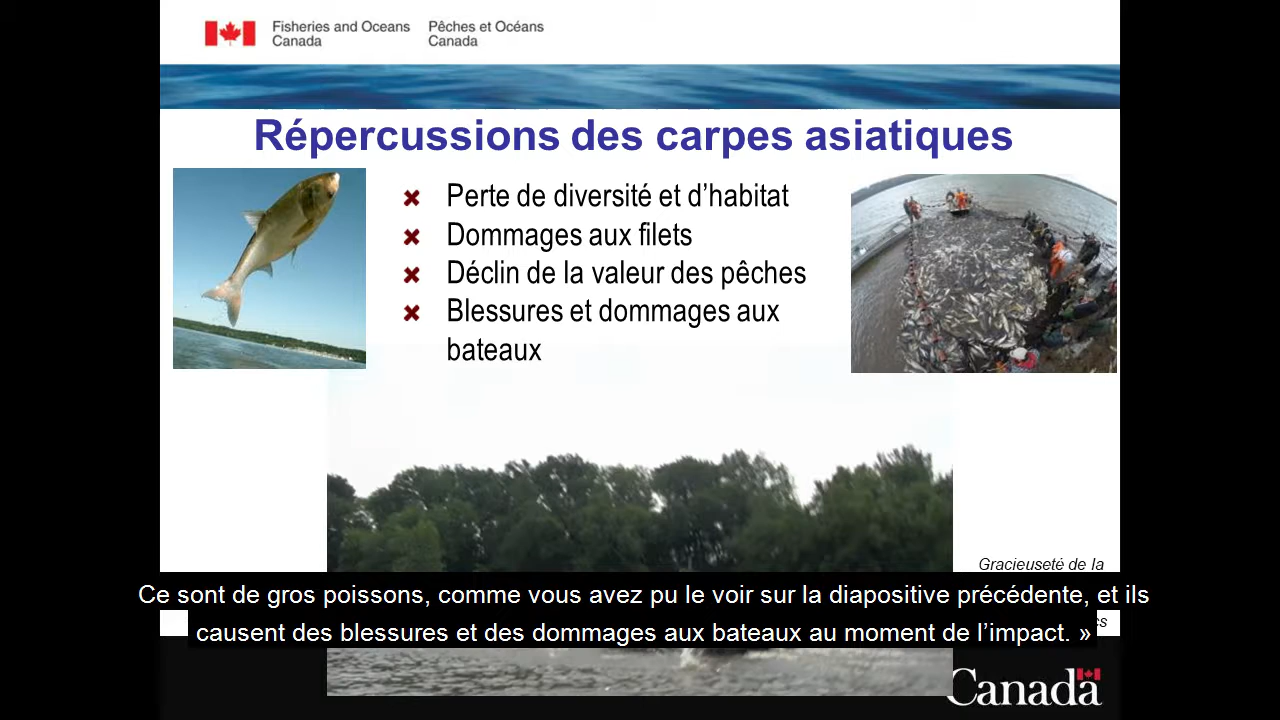 Fisheries and Oceans
Canada
Pêches et Océans
Canada
Répercussions des carpes asiatiques
Perte de diversité et d’habitat
Dommages aux filets
Déclin de la valeur des pêches
Blessures et dommages aux
bateaux
Gracieuseté de la
Ce sont de gros poissons, comme vous avez pu le voir sur la diapositive précédente, et ils
causent des blessures et des dommages aux bateaux au moment de l’impact. »
Canada